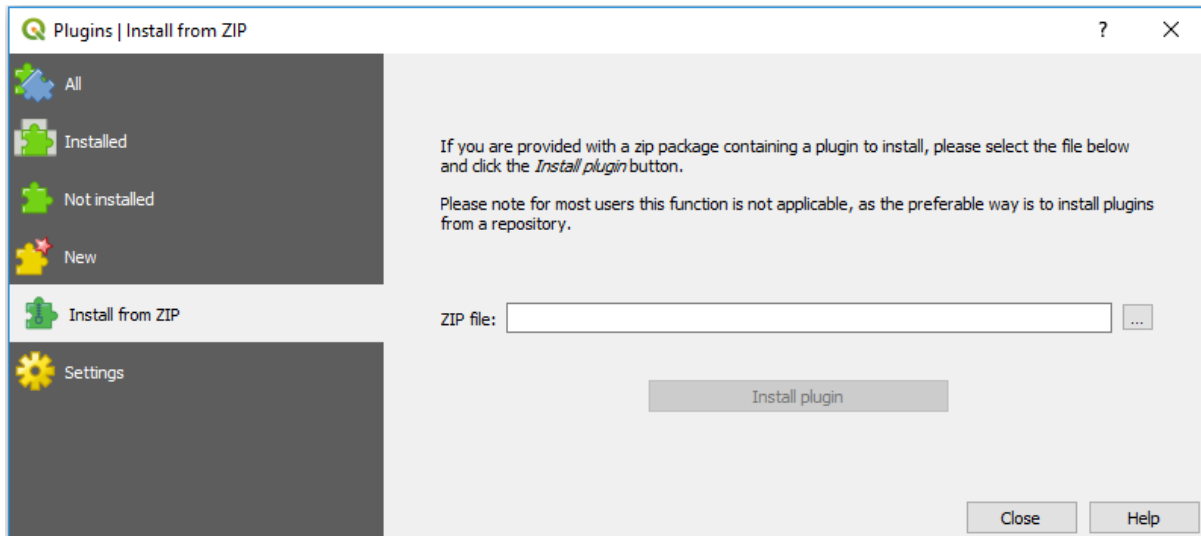 Plugins | Install from ZIP
?
All
Installed
Not installed
New
Install from ZIP
Settings
If you are provided with a zip package containing a plugin to install, please select the file below
and click the Install plugin button.
Please note for most users this function is not applicable, as the preferable way is to install plugins
from a repository.
ZIP file:
...
Install plugin
Close
Help